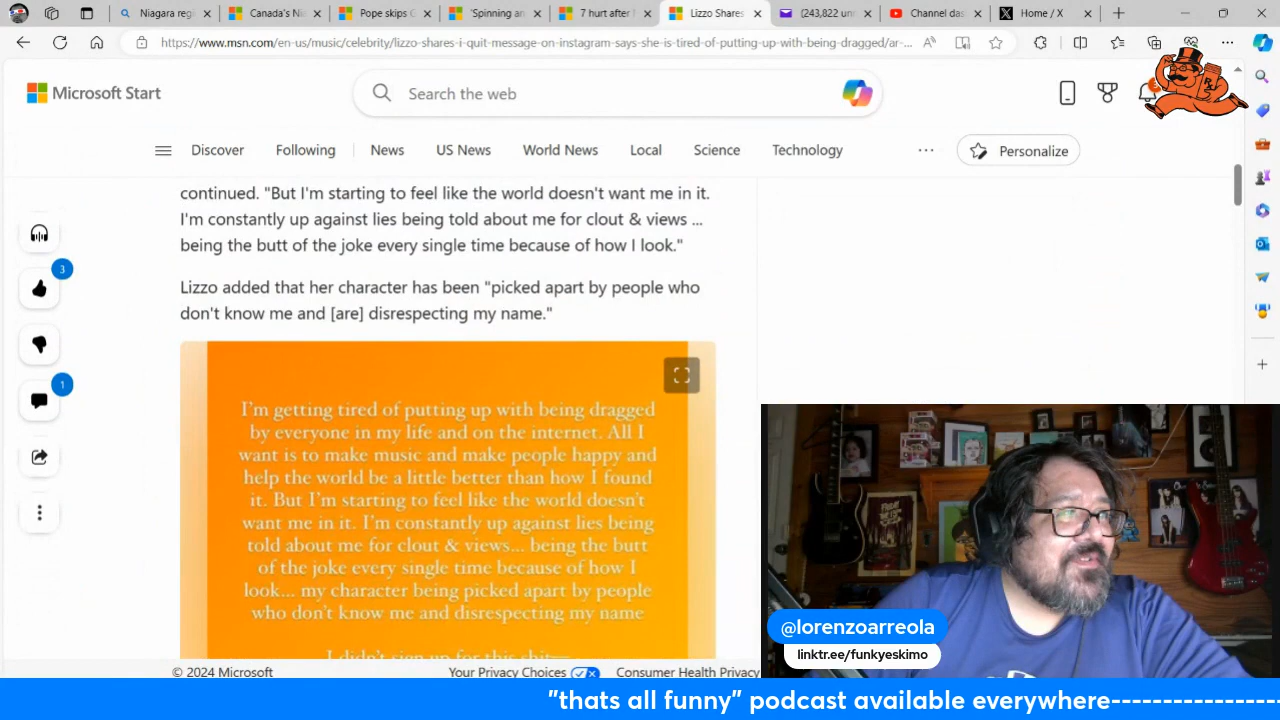 Niagara reg
Canada's Ni
Pope skips G
'Spinning an
7 hurt after
Lizzo Shares
(243,822 un
Channel das
Home / X
https://www.msn.com/en-us/music/celebrity/lizzo-shares-i-quit-message-on-instagram-says-she-is-tired-of-putting-up-with-being-dragged/ar-...
Microsoft Start
Search the web
Discover Following News US News World News Local Science Technology ... Personalize
continued. "But I'm starting to feel like the world doesn't want me in it.
I'm constantly up against lies being told about me for clout & views ...
being the butt of the joke every single time because of how I look."
3
Lizzo added that her character has been "picked apart by people who
don't know me and [are] disrespecting my name."
1
I'm getting tired of putting up with being dragged
by everyone in my life and on the internet. All I
want is to make music and make people happy and
help the world be a little better than how I found
it. But I'm starting to feel like the world doesn't
want me in it. I'm constantly up against lies being
told about me for clout & views... being the butt
of the joke every single time because of how I
look... my character being picked apart by people
who don't know me and disrespecting my name
I didn't sign up for this shit—
© 2024 Microsoft
Your Privacy Choices
Consumer Health Privacy
@lorenzoarreola
linktr.ee/funkyeskimo
"thats all funny" podcast available everywhere----------------